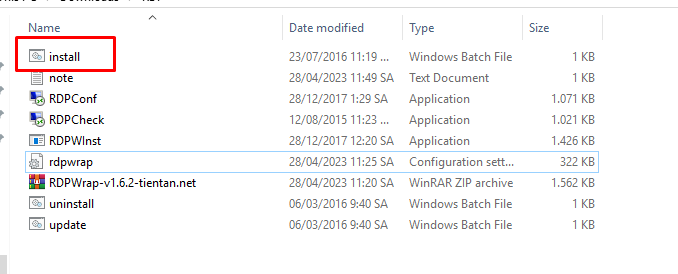 Name Date modified Type Size
install 23/07/2016 11:19 ... Windows Batch File 1 KB
note 28/04/2023 11:49 SA Text Document 1 KB
RDPConf 28/12/2017 1:29 SA Application 1.071 KB
RDPCheck 12/08/2015 11:23 ... Application 1.021 KB
RDPWInst 28/12/2017 12:20 SA Application 1.426 KB
rdpwrap 28/04/2023 11:25 SA Configuration sett... 322 KB
RDPWrap-v1.6.2-tientan.net 28/04/2023 11:20 SA WinRAR ZIP archive 1.562 KB
uninstall 06/03/2016 9:40 SA Windows Batch File 1 KB
update 06/03/2016 9:40 SA Windows Batch File 1 KB